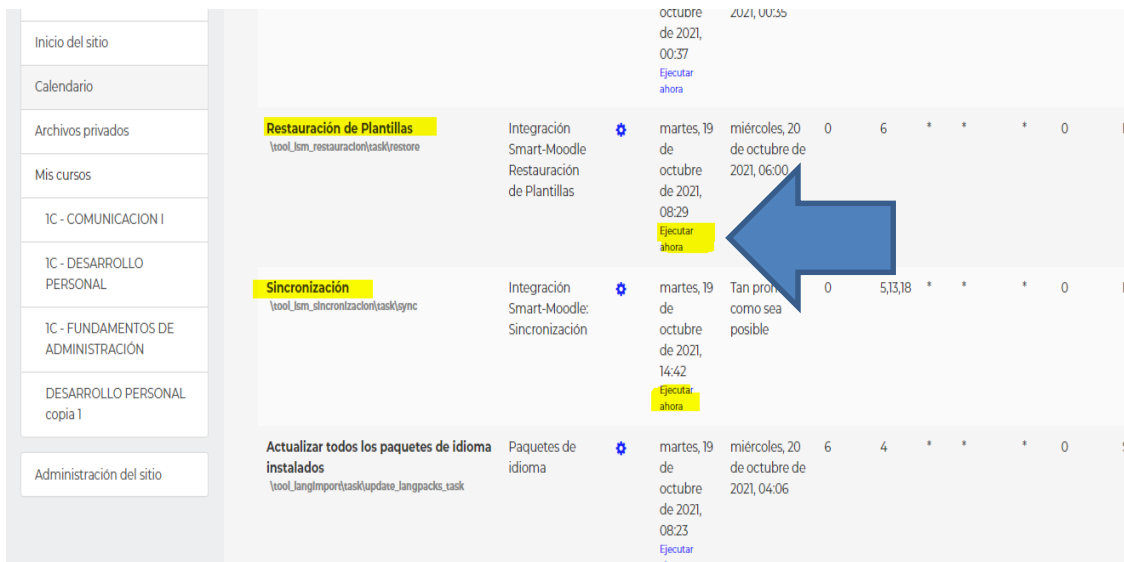 Inicio del sitio
Calendario
Archivos privados
Mis cursos
1C - COMUNICACION I
1C - DESARROLLO
PERSONAL
1C - FUNDAMENTOS DE
ADMINISTRACIÓN
DESARROLLO PERSONAL
copia 1
Administración del sitio
octubre
de 2021,
00:37
Ejecutar
ahora
2021, 00:35
Restauración de Plantillas
\tool_lsm_restauracion\task\restore
Integración
Smart-Moodle
Restauración
de Plantillas
martes, 19
de
octubre
de 2021,
08:29
Ejecutar
ahora
miércoles, 20
de octubre de
2021, 06:00
0 6 * * * 0
Sincronización
\tool_lsm_sincronizacion\task\sync
Integración
Smart-Moodle:
Sincronización
martes, 19
de
octubre
de 2021,
14:42
Ejecutar
ahora
Tan
como sea
posible
0 5,13,18 * * * 0
Actualizar todos los paquetes de idioma
instalados
\tool_langimport\task\update_langpacks_task
Paquetes de
idioma
martes, 19
de
octubre
de 2021,
08:23
Ejecutar
miércoles, 20
de octubre de
2021, 04:06
6 4 * * * 0